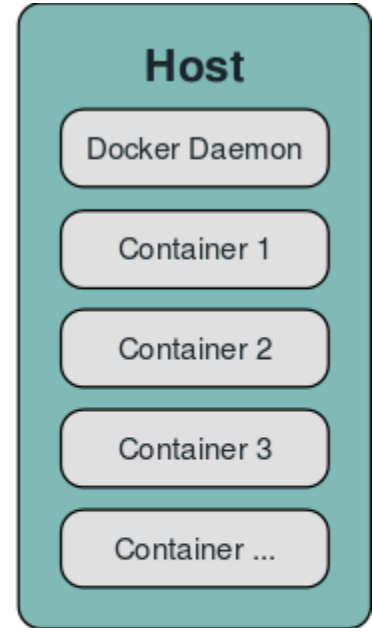 Host
Docker Daemon
Container 1
Container 2
Container 3
Container ...